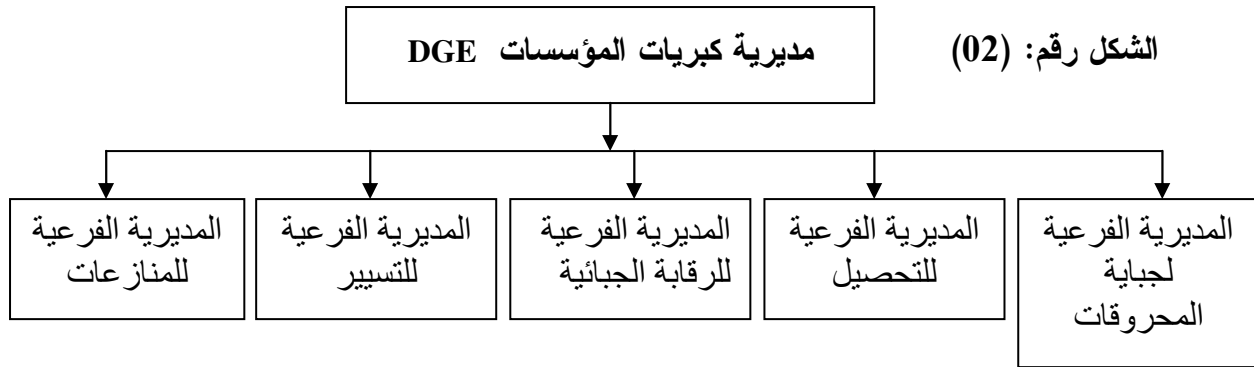 الشكل رقم: (02)
مديرية كبريات المؤسسات DGE
المديرية الفرعية
لجباية
المحروقات
المديرية الفرعية
للتحصيل
المديرية الفرعية
للرقابة الجبائية
المديرية الفرعية
للتسيير
المديرية الفرعية
للمنازعات